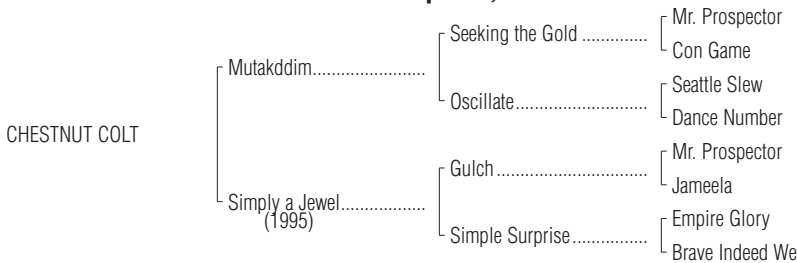 Mr. Prospector
Seeking the Gold ..............
Con Game
Mutakddim........................
Seattle Slew
Oscillate............................
Dance Number
CHESTNUT COLT
Mr. Prospector
Gulch ................................
Jameela
Simply a Jewel..................
(1995)
Empire Glory
Simple Surprise................
Brave Indeed We